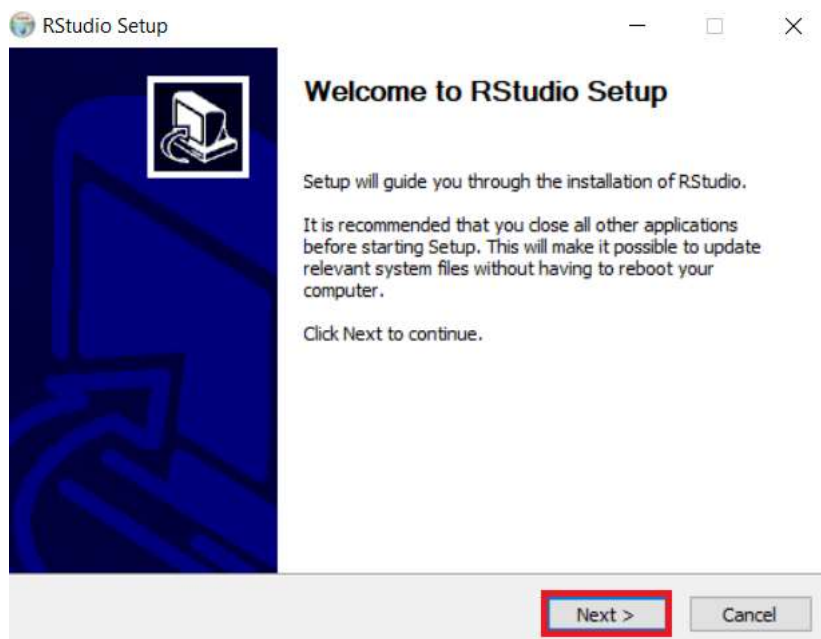 RStudio Setup
Welcome to RStudio Setup
Setup will guide you through the installation of RStudio.
It is recommended that you close all other applications
before starting Setup. This will make it possible to update
relevant system files without having to reboot your
computer.
Click Next to continue.
Next >
Cancel